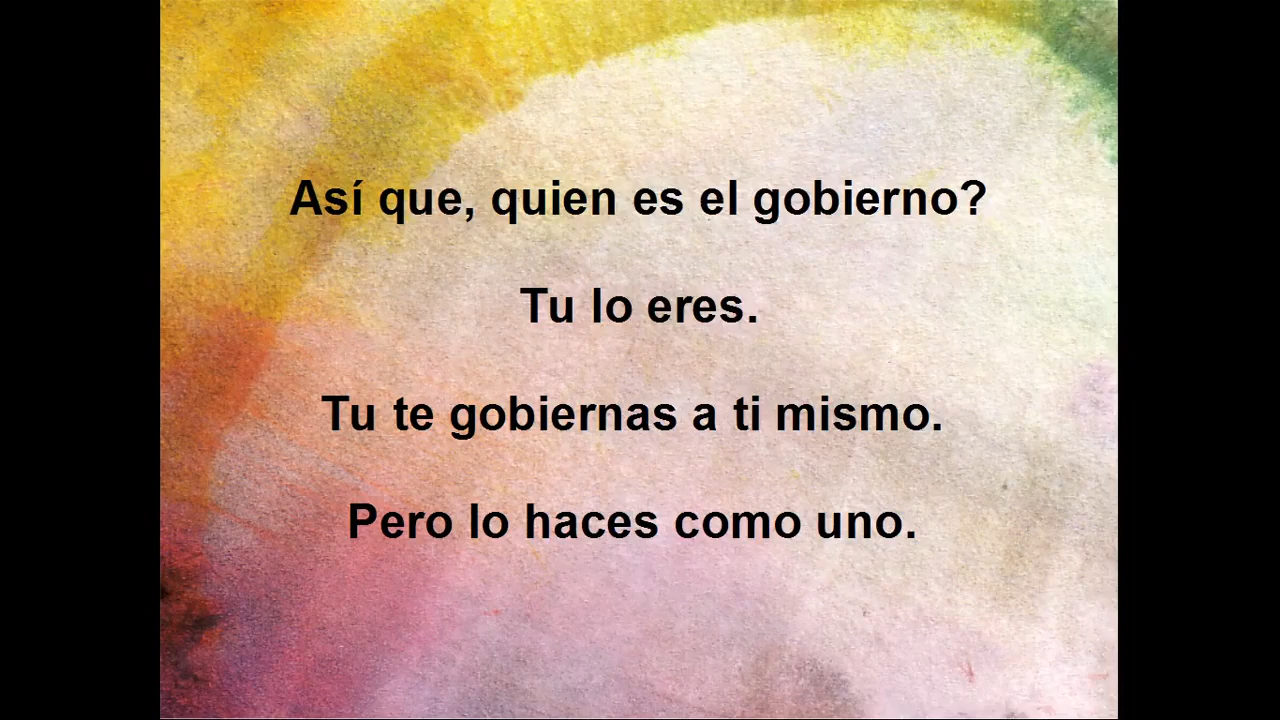 Así que, quien es el gobierno?
Tu lo eres.
Tu te gobiernas a ti mismo.
Pero lo haces como uno.